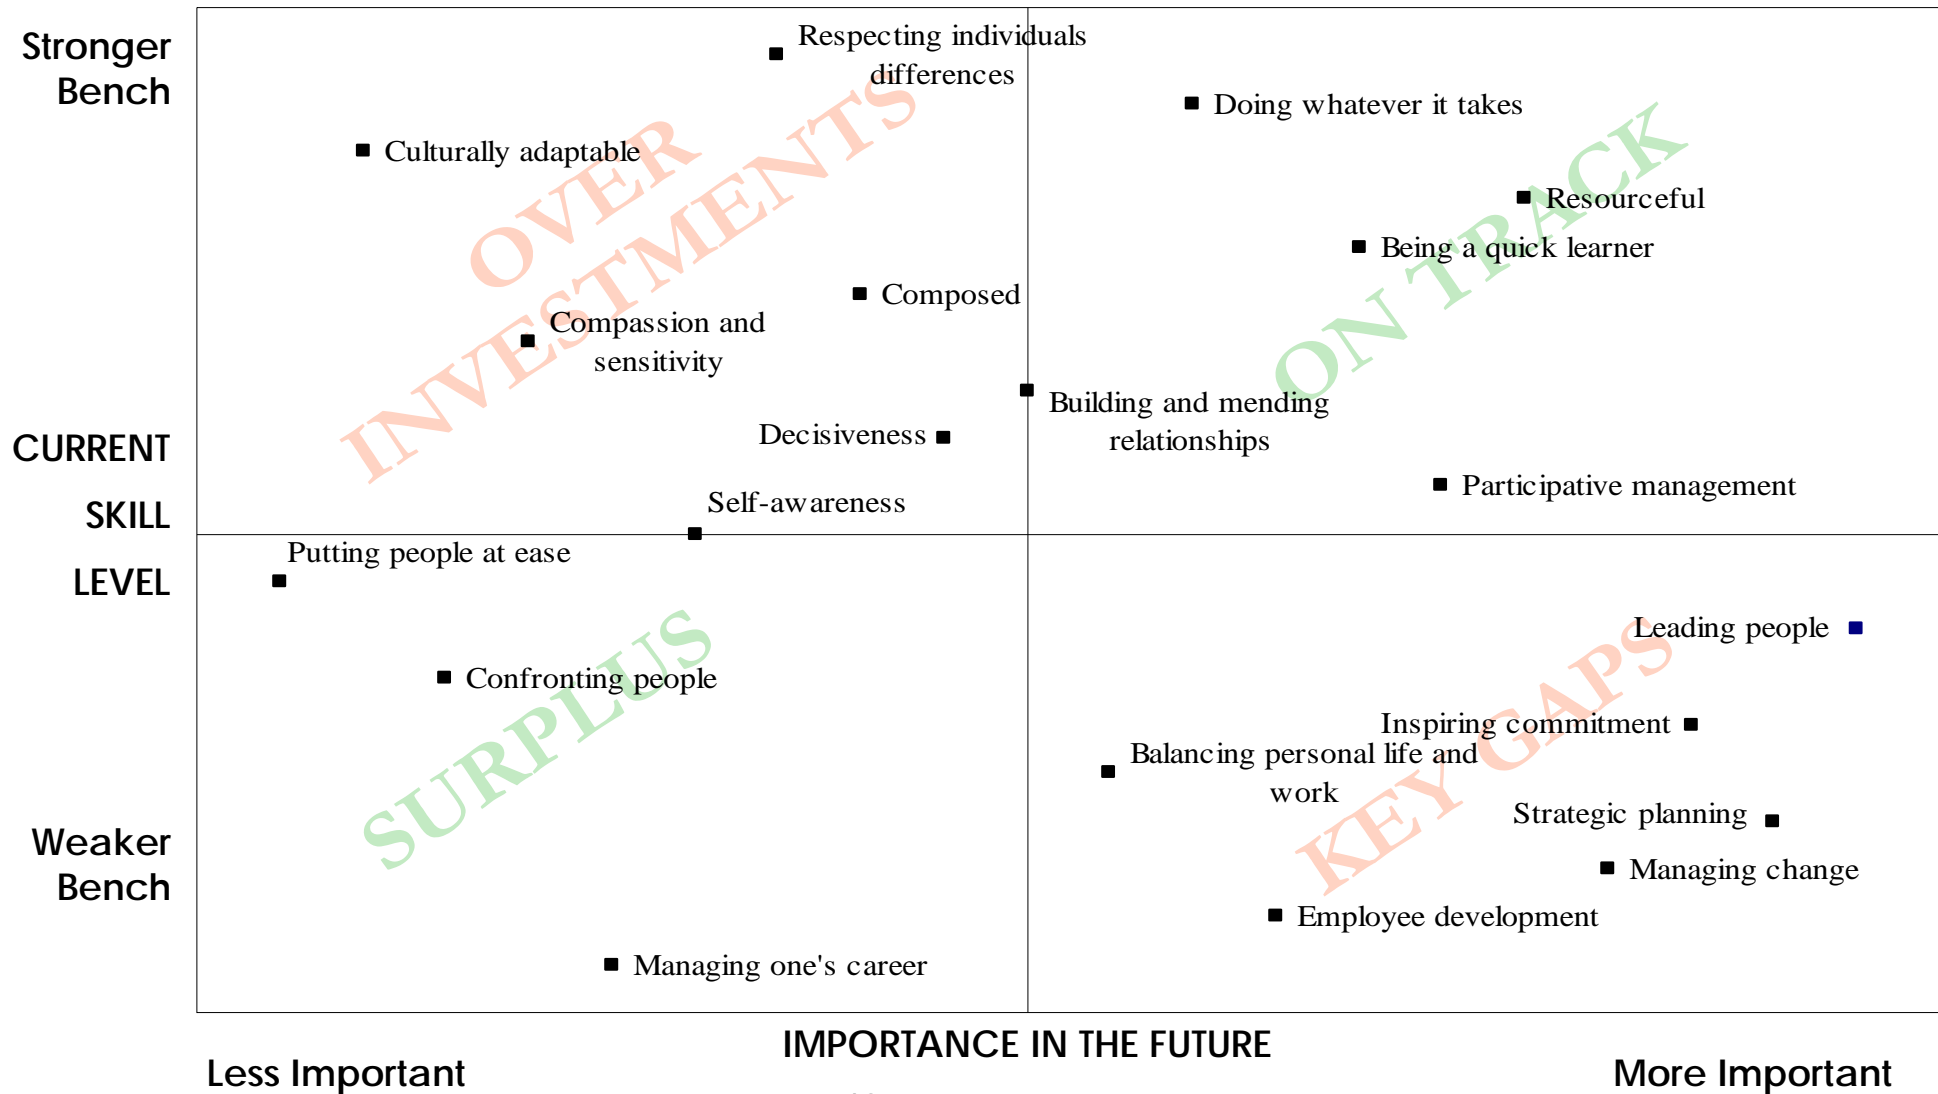 Stronger
Bench
Respecting individuals
differences
Doing whatever it takes
Culturally adaptable
OVER
INVESTMENTS
ON TRACK
Resourceful
Being a quick learner
Composed
Compassion and
sensitivity
Building and mending
relationships
Decisiveness
CURRENT
SKILL
LEVEL
Participative management
Self-awareness
Putting people at ease
Leading people
SURPLUS
KEY GAPS
Confronting people
Inspiring commitment
Balancing personal life and
work
Strategic planning
Weaker
Bench
Managing change
Employee development
Managing one's career
IMPORTANCE IN THE FUTURE
Less Important
More Important